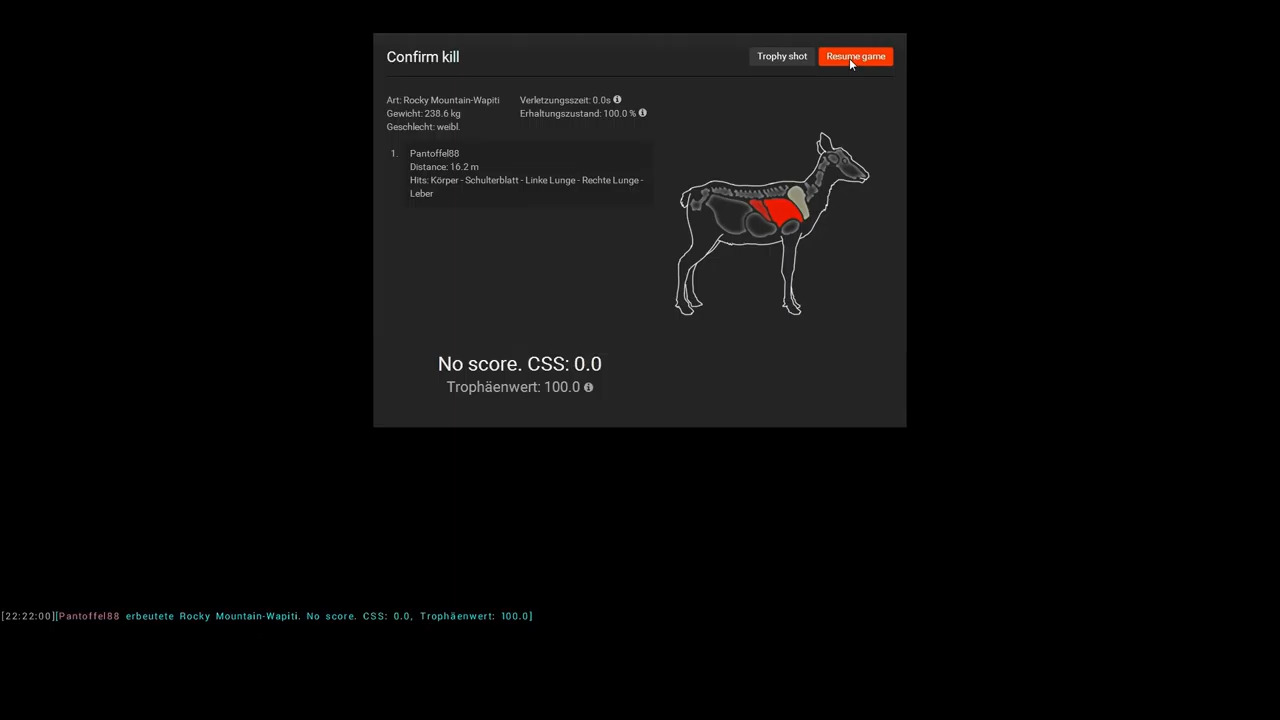 Confirm kill
Trophy shot
Resume game
Art: Rocky Mountain-Wapiti
Verletzungsszeit: 0.0s
Gewicht: 238.6 kg
Erhaltungszustand: 100.0 %
Geschlecht: weibl.
1. Pantoffel88
Distance: 16.2 m
Hits: Körper - Schulterblatt - Linke Lunge - Rechte Lunge -
Leber
No score. CSS: 0.0
Trophäenwert: 100.0
[22:22:00][Pantoffel88 erbeutete Rocky Mountain-Wapiti. No score. CSS: 0.0, Trophäenwert: 100.0]